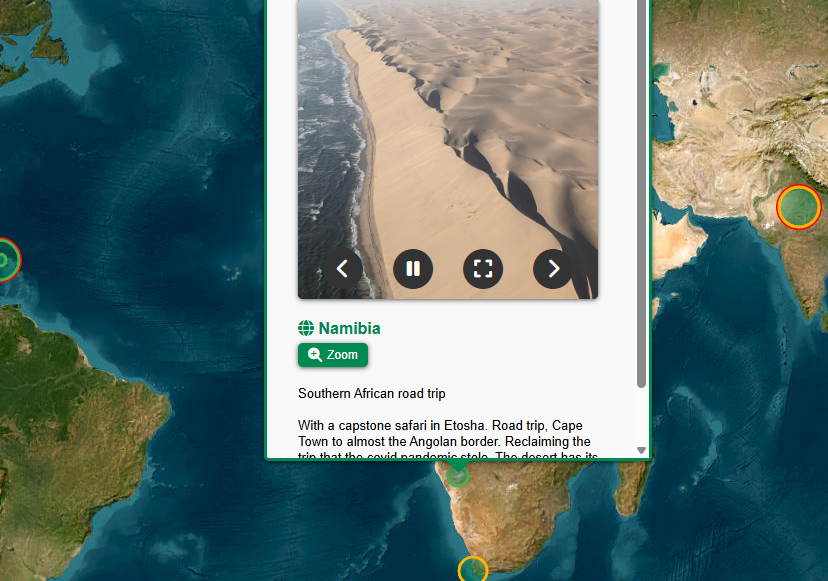 Namibia
Zoom
Southern African road trip
With a capstone safari in Etosha. Road trip, Cape
Town to almost the Angolan border. Reclaiming the
trip that the covid pandemic stole. The desert has its